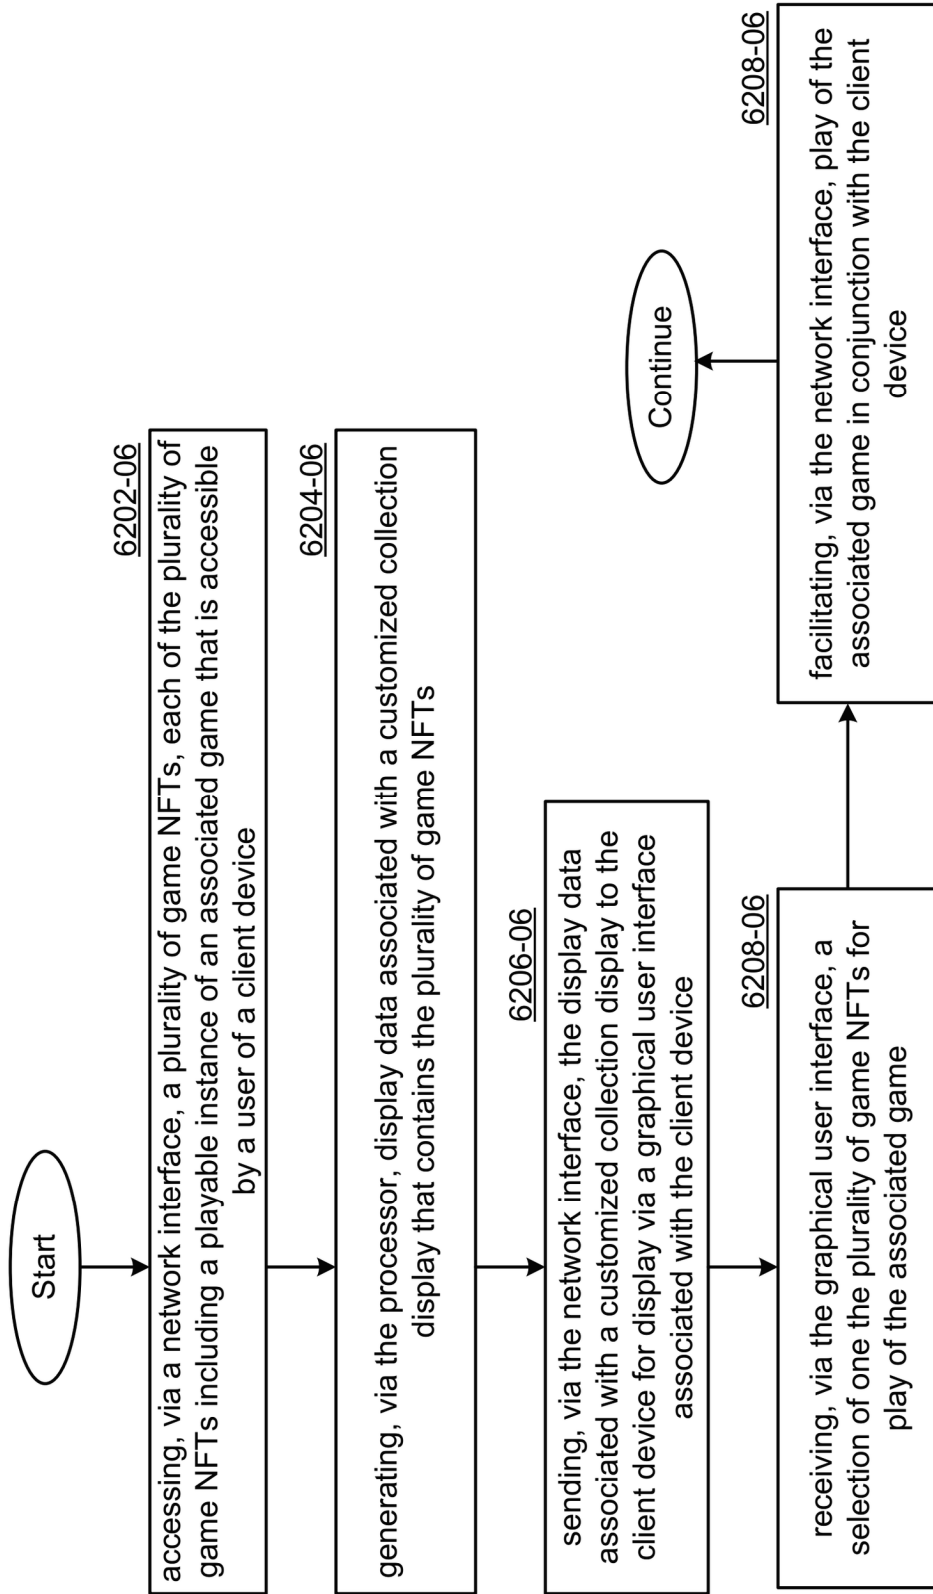 Start
6202-06
accessing, via a network interface, a plurality of game NFTs, each of the plurality of
game NFTs including a playable instance of an associated game that is accessible
by a user of a client device
6204-06
generating, via the processor, display data associated with a customized collection
display that contains the plurality of game NFTs
6206-06
sending, via the network interface, the display data
associated with a customized collection display to the
client device for display via a graphical user interface
associated with the client device
6208-06
receiving, via the graphical user interface, a
selection of one the plurality of game NFTs for
play of the associated game
6208-06
facilitating, via the network interface, play of the
associated game in conjunction with the client
device
Continue